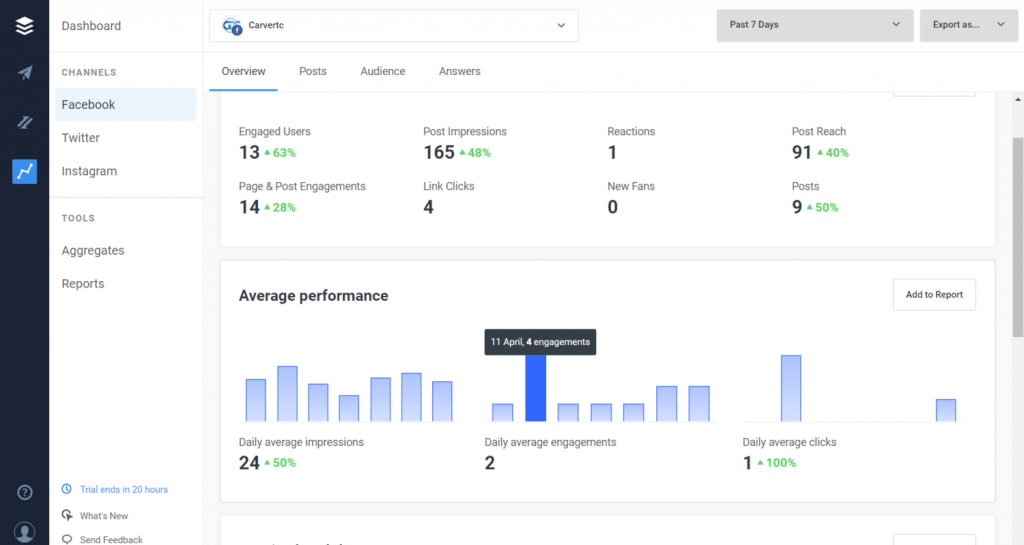 Dashboard
CHANNELS
Facebook
Twitter
Instagram
TOOLS
Aggregates
Reports
Trial ends in 20 hours
What's New
Send Feedback
Carvertc
Past 7 Days
Export as...
Overview Posts Audience Answers
Engaged Users Post Impressions Reactions Post Reach
13 63% 165 48% 1 91 40%
Page & Post Engagements Link Clicks New Fans Posts
14 28% 4 0 9 50%
Average performance
Add to Report
11 April, 4 engagements
Daily average impressions Daily average engagements Daily average clicks
24 50% 2 1 100%